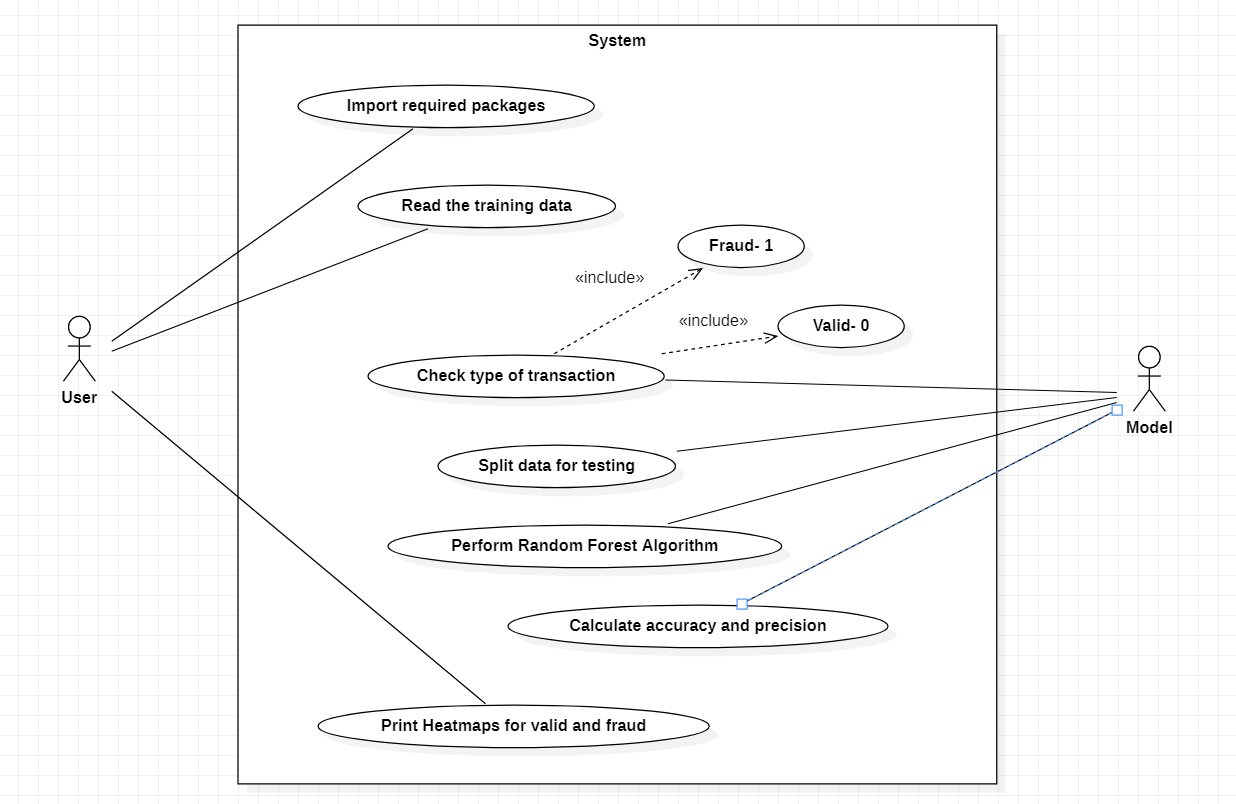 System
Import required packages
Read the training data
Fraud- 1
«include»
«include»
Valid- 0
Check type of transaction
User
Model
Split data for testing
Perform Random Forest Algorithm
Calculate accuracy and precision
Print Heatmaps for valid and fraud